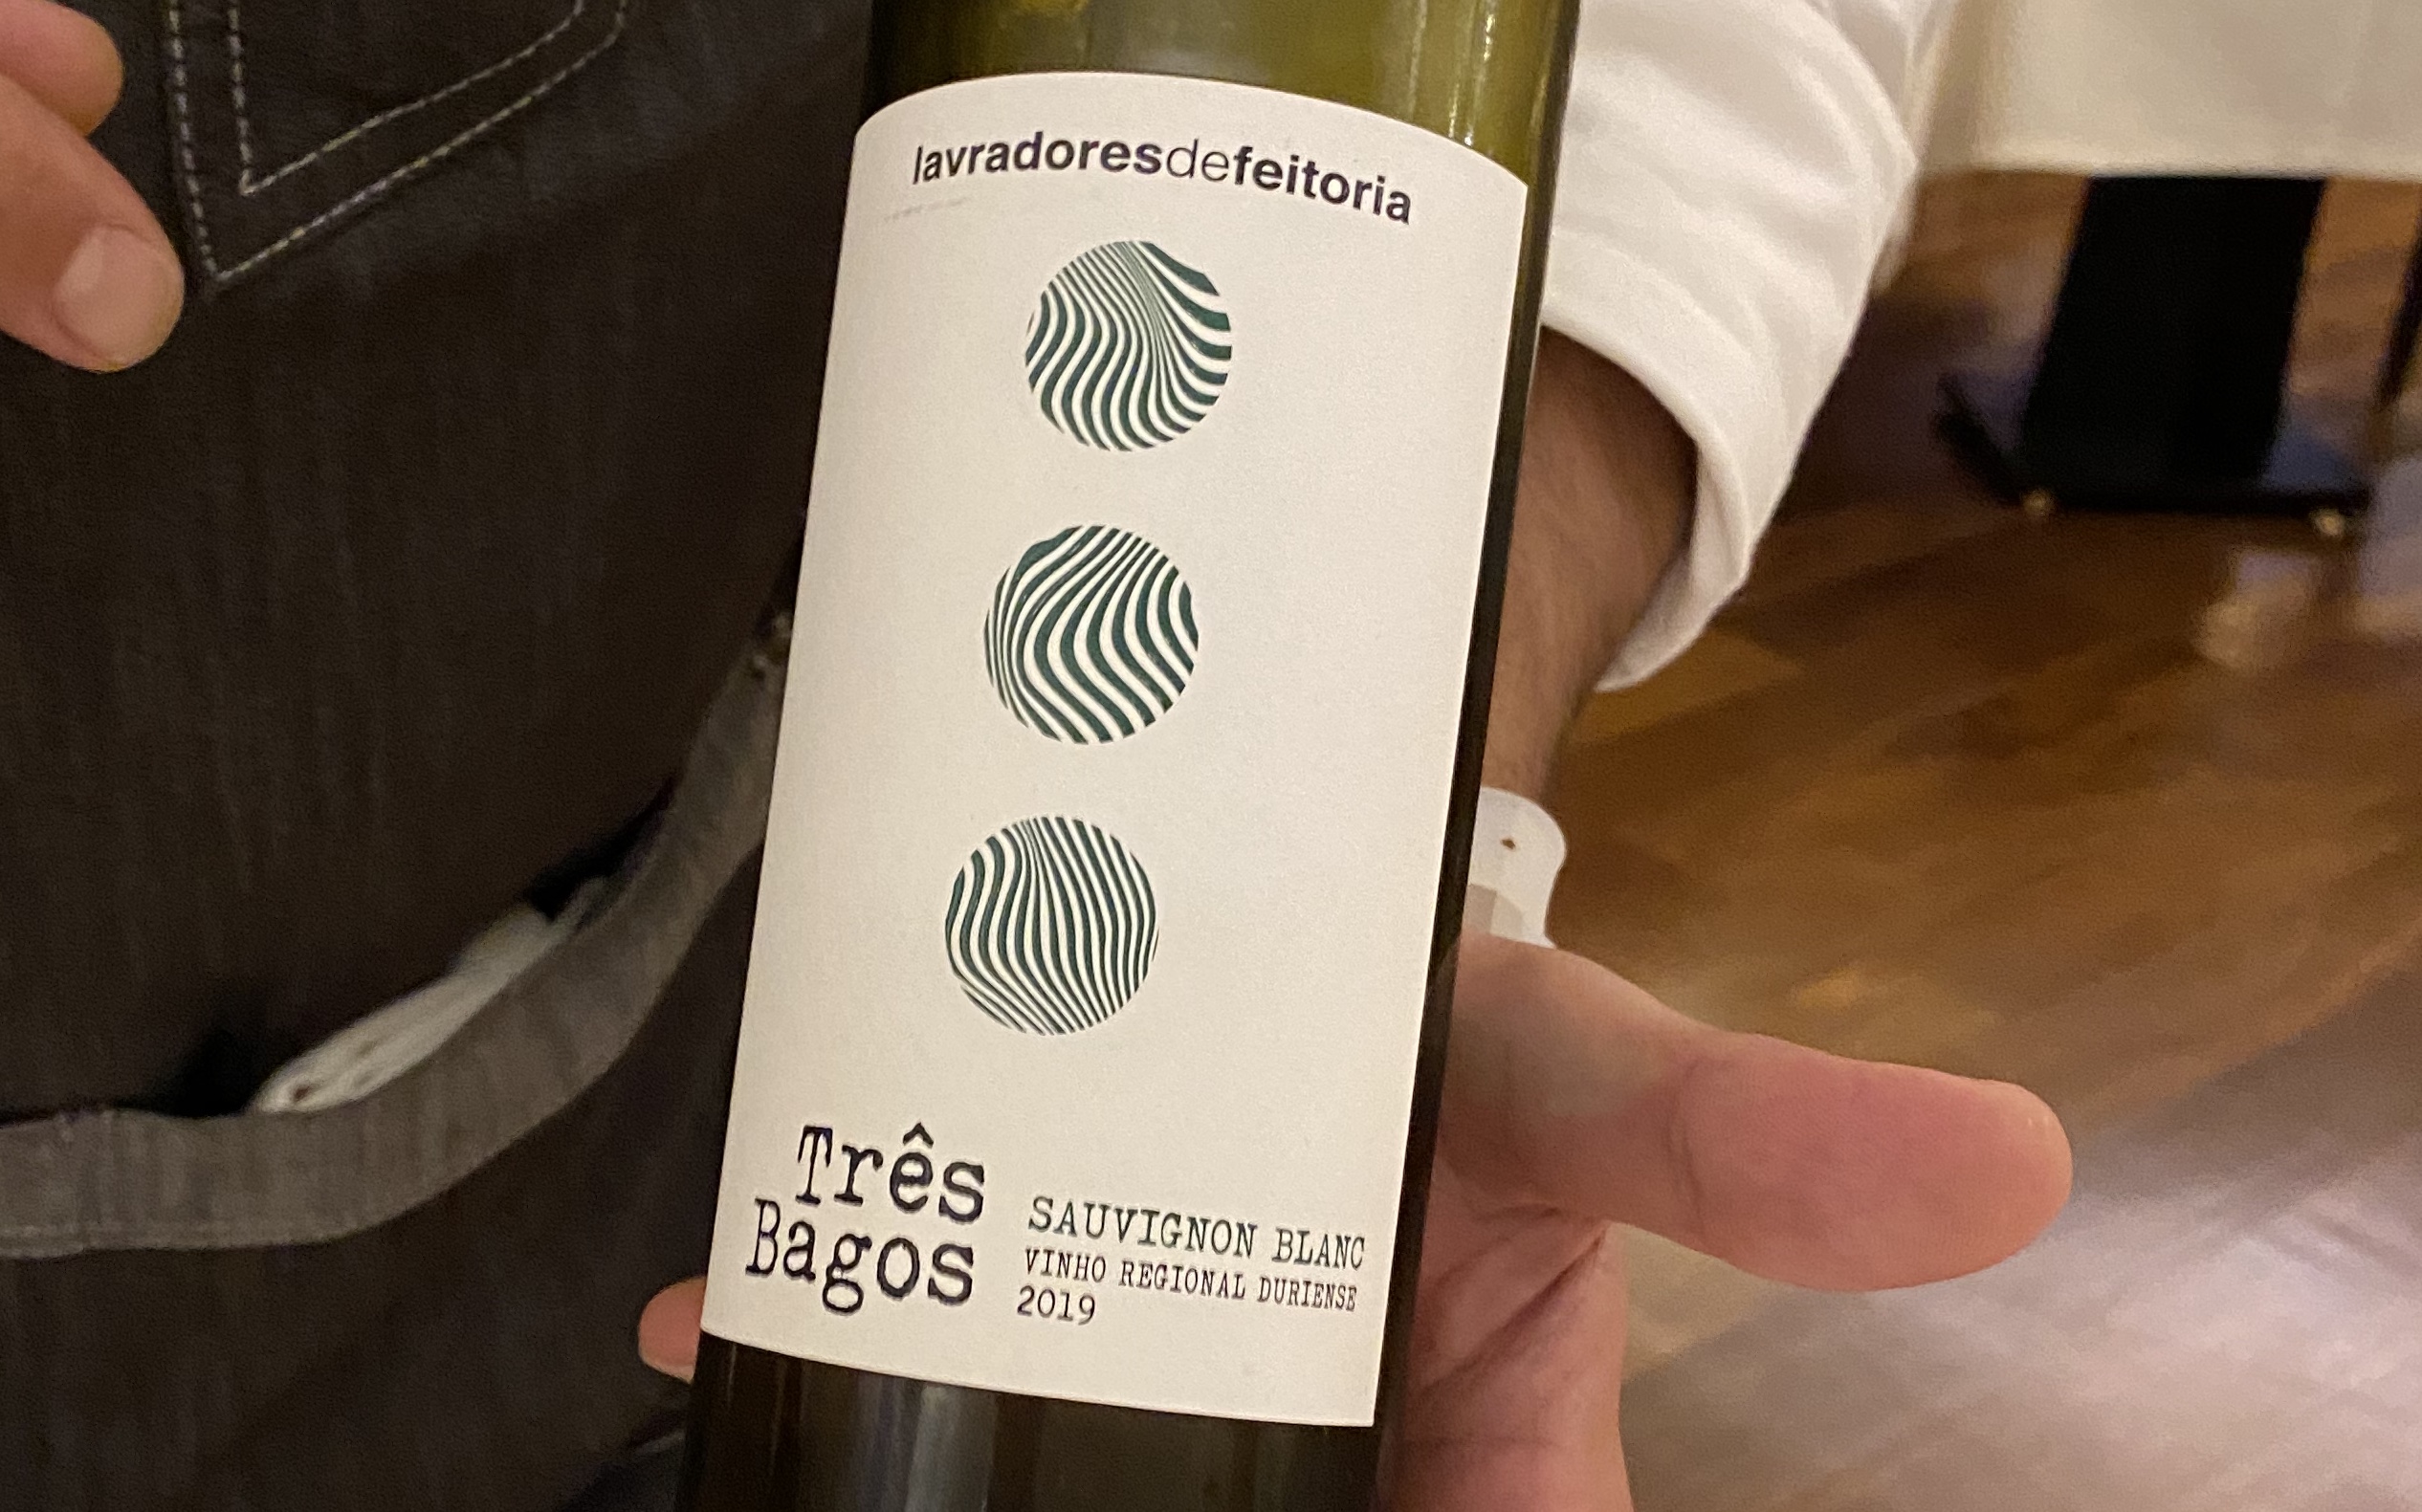 lavradoresdefeitoria
Três
Bagos
SAUVIGNON BLANC
VINHO REGIONAL DURIENSE
2019